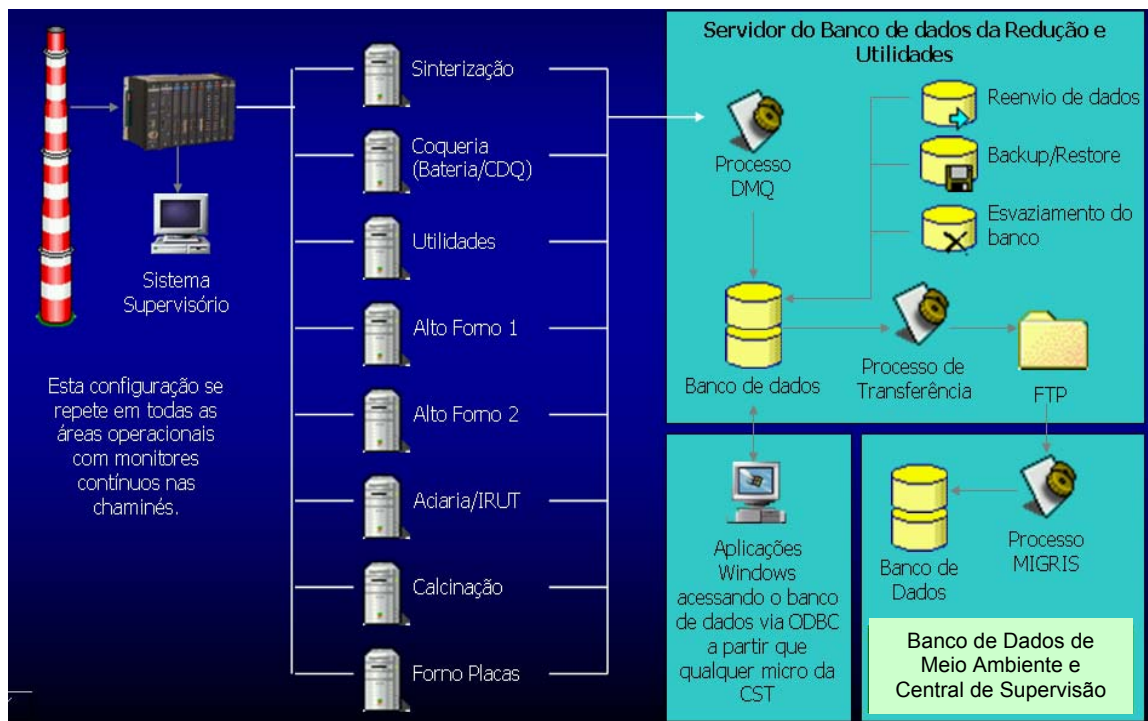 Sistema
Supervisório
Esta configuração se
repete em todas as
áreas operacionais
com monitores
contínuos nas
chaminés.
Sinterização
Coqueria
(Bateria/CDQ)
Utilidades
Alto Forno 1
Alto Forno 2
Aciaria/IRUT
Calcinação
Forno Placas
Servidor do Banco de dados da Redução e
Utilidades
Processo
DMQ
Reenvio de dados
Backup/Restore
Esvaziamento do
banco
Banco de dados
Processo de
Transferência
FTP
Aplicações
Windows
acessando o banco
de dados via ODBC
a partir que
qualquer micro da
CST
Banco de
Dados
Processo
MIGRIS
Banco de Dados de
Meio Ambiente e
Central de Supervisão